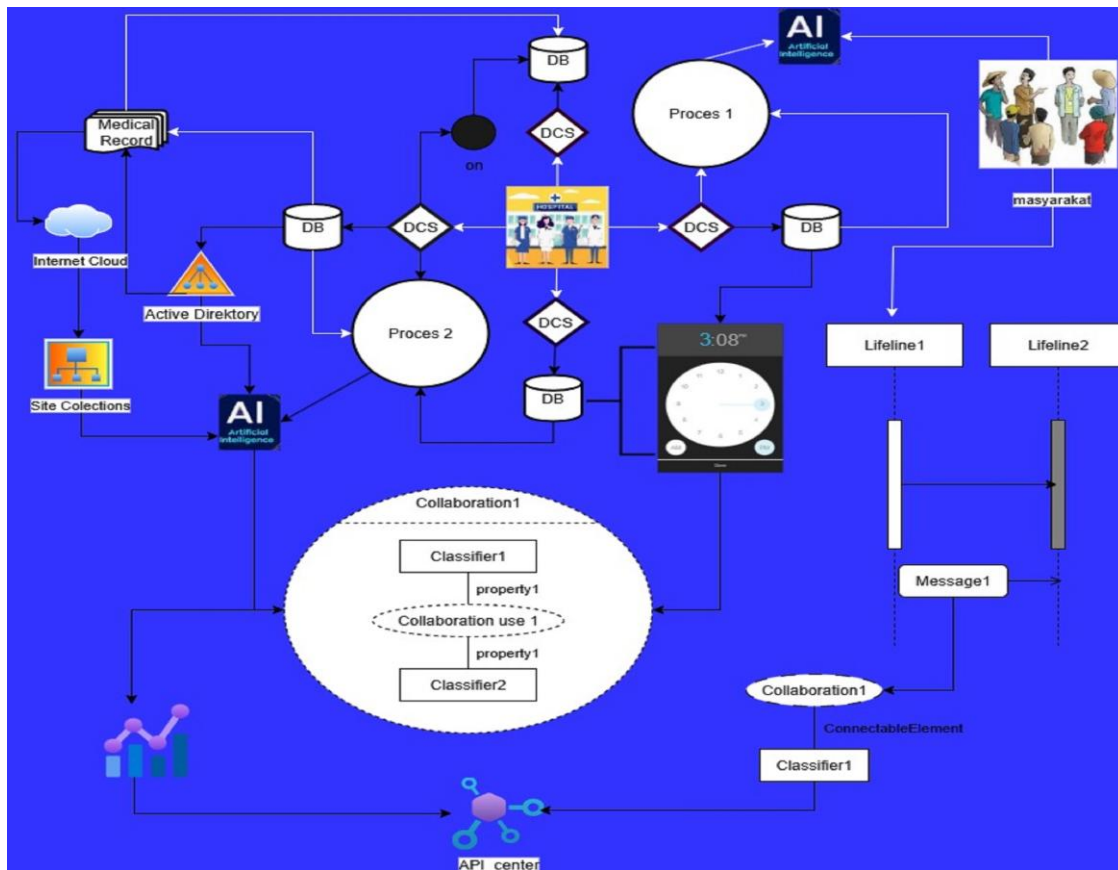 AI
Artificial
Intelligence
DB
Proces 1
Medical
Record
DCS
on
HOSPITAL
masyarakat
DB
DCS
DCS
DB
Internet Cloud
Active Direktory
DCS
Proces 2
3:08
Lifeline1
Lifeline2
Site Colections
DB
AI
Artificial
Intelligence
Collaboration1
Classifier1
property1
Collaboration use 1
property1
Classifier2
Message1
Collaboration1
ConnectableElement
Classifier1
API center